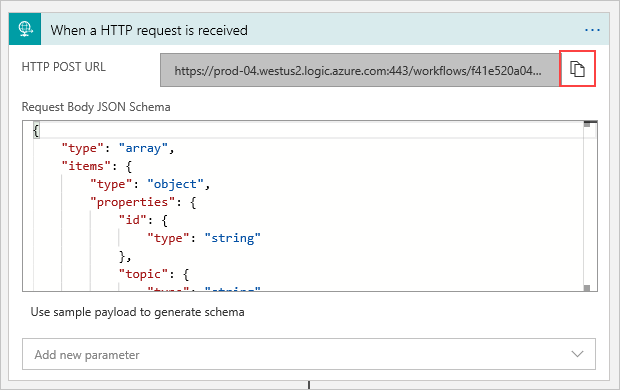 When a HTTP request is received
HTTP POST URL
https://prod-04.westus2.logic.azure.com:443/workflows/f41e520a04...
Request Body JSON Schema
{
"type": "array",
"items": {
"type": "object",
"properties": {
"id": {
"type": "string"
},
"topic": {
"type": "string"
Use sample payload to generate schema
Add new parameter